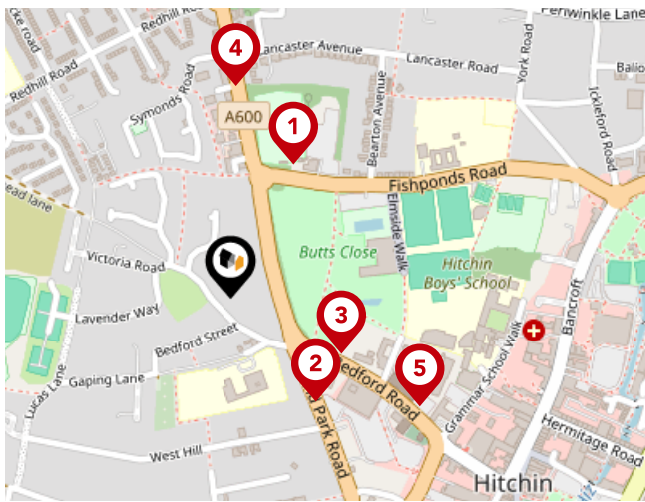 Redhill Road
Periwinkle Lane
4
Lancaster Avenue
Lancaster Road
York Road
Redhill Road
Symonds Road
Bearton Avenue
Ickleford Road
A600
1
Fishponds Road
Elmside Walk
Victoria Road
Butts Close
Hitchin
Boys' School
Lavender Way
Bedford Street
3
Bancroft
Grammar School Walk
Gaping Lane
Lucas Lane
2
5
Bedford Road
Park Road
West Hill
Hermitage Road
Hitchin